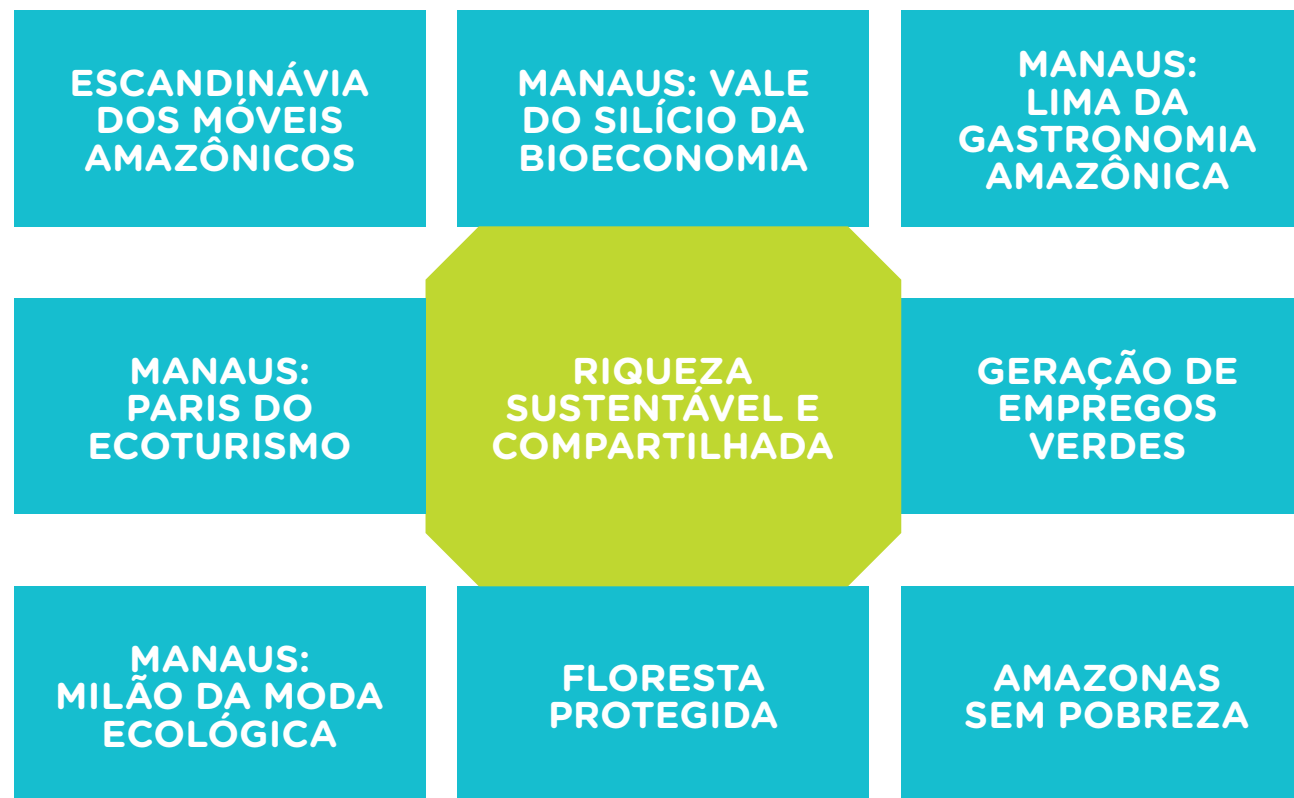 ESCANDINÁVIA
DOS MÓVEIS
AMAZÔNICOS
MANAUS: VALE
DO SILÍCIO DA
BIOECONOMIA
MANAUS:
LIMA DA
GASTRONOMIA
AMAZÔNICA
MANAUS:
PARIS DO
ECOTURISMO
RIQUEZA
SUSTENTÁVEL E
COMPARTILHADA
GERAÇÃO DE
EMPREGOS
VERDES
MANAUS:
MILÃO DA MODA
ECOLÓGICA
FLORESTA
PROTEGIDA
AMAZONAS
SEM POBREZA